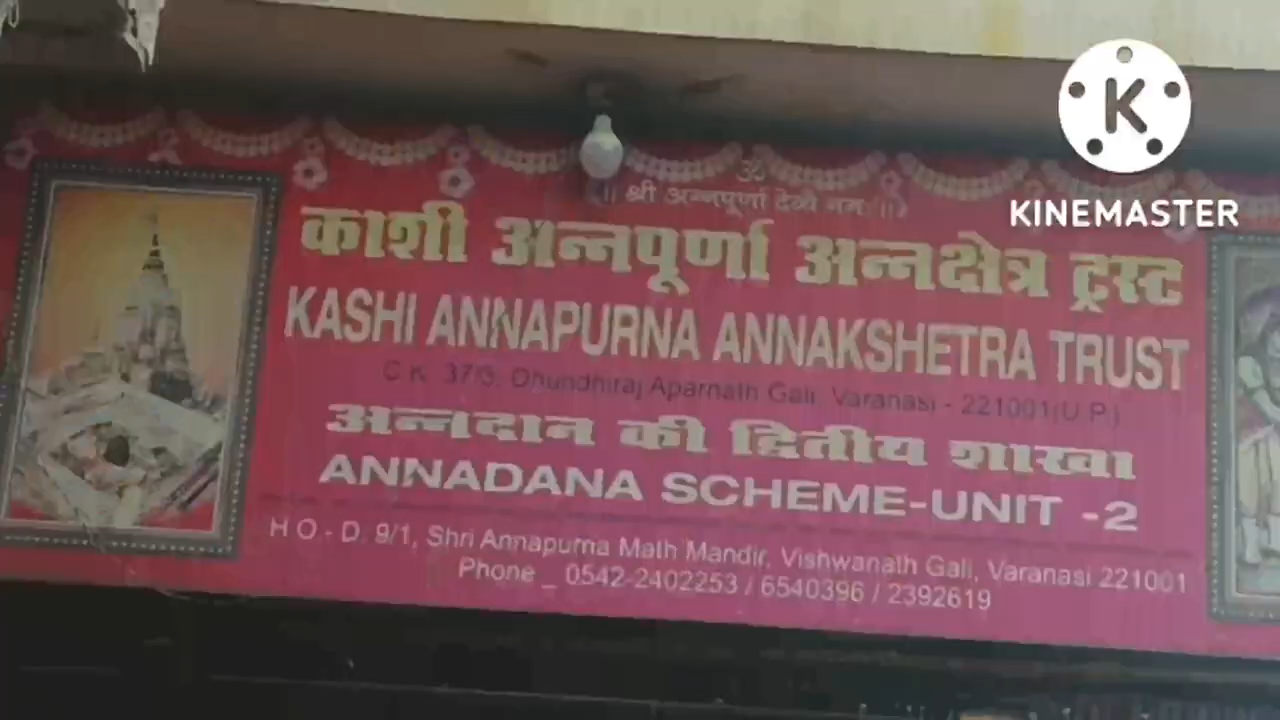 ॐ
॥ श्री अन्नपूर्णा देव्यै नमः ॥
काशी अन्नपूर्णा अन्नक्षेत्र ट्रस्ट
KASHI ANNAPURNA ANNAKSHETRA TRUST
C.K. 37/3, Dhundhiraj Aparnath Gali, Varanasi - 221001(U.P.)
अन्नदान की द्वितीय शाखा
ANNADANA SCHEME-UNIT -2
H O - D. 9/1, Shri Annapurna Math Mandir, Vishwanath Gali, Varanasi 221001
Phone _ 0542-2402253 / 6540396 / 2392619
K
KINEMASTER